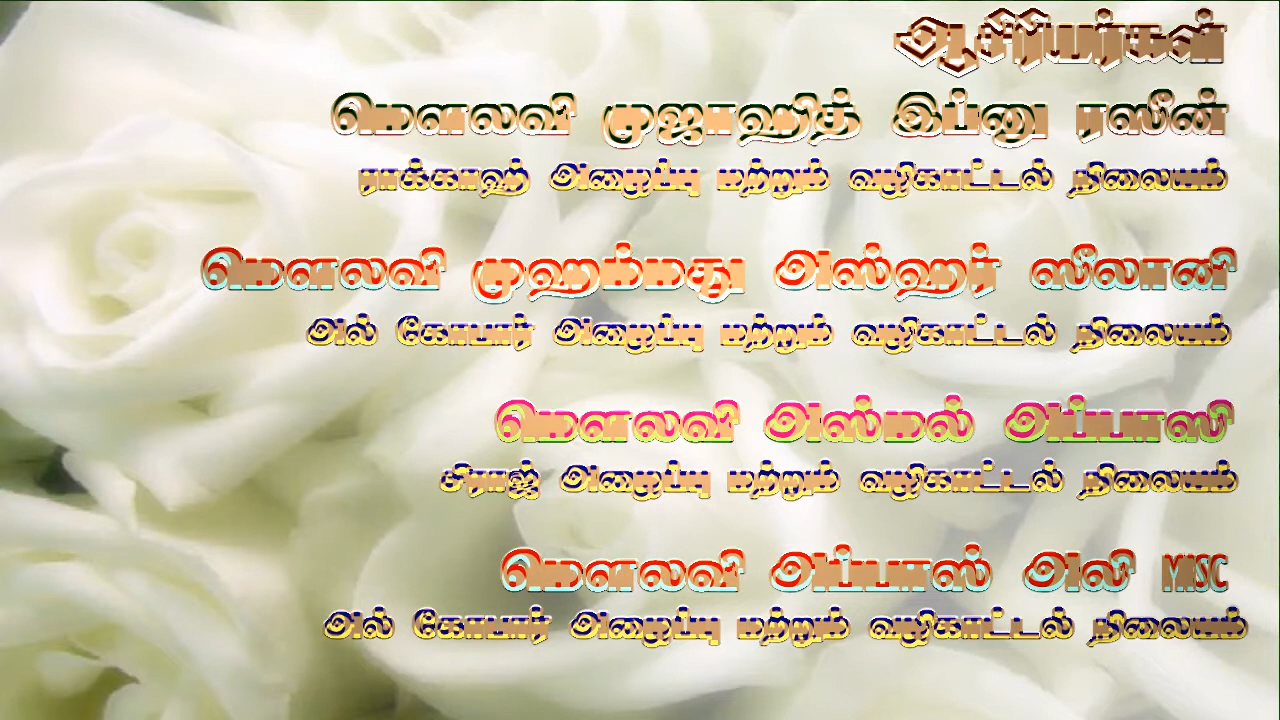 ஆசிரியர்கள்
மௌலவி முஜாஹித் இப்னு ரஸீன்
ராக்காஹ் அழைப்பு மற்றும் வழிகாட்டல் நிலையம்
மௌலவி முஹம்மது அஸ்ஹர் ஸீலானி
அல் கோபார் அழைப்பு மற்றும் வழிகாட்டல் நிலையம்
மௌலவி அஸ்மல் அப்பாஸி
சிராஜ் அழைப்பு மற்றும் வழிகாட்டல் நிலையம்
மௌலவி அப்பாஸ் அலி MISC
அல் கோபார் அழைப்பு மற்றும் வழிகாட்டல் நிலையம்